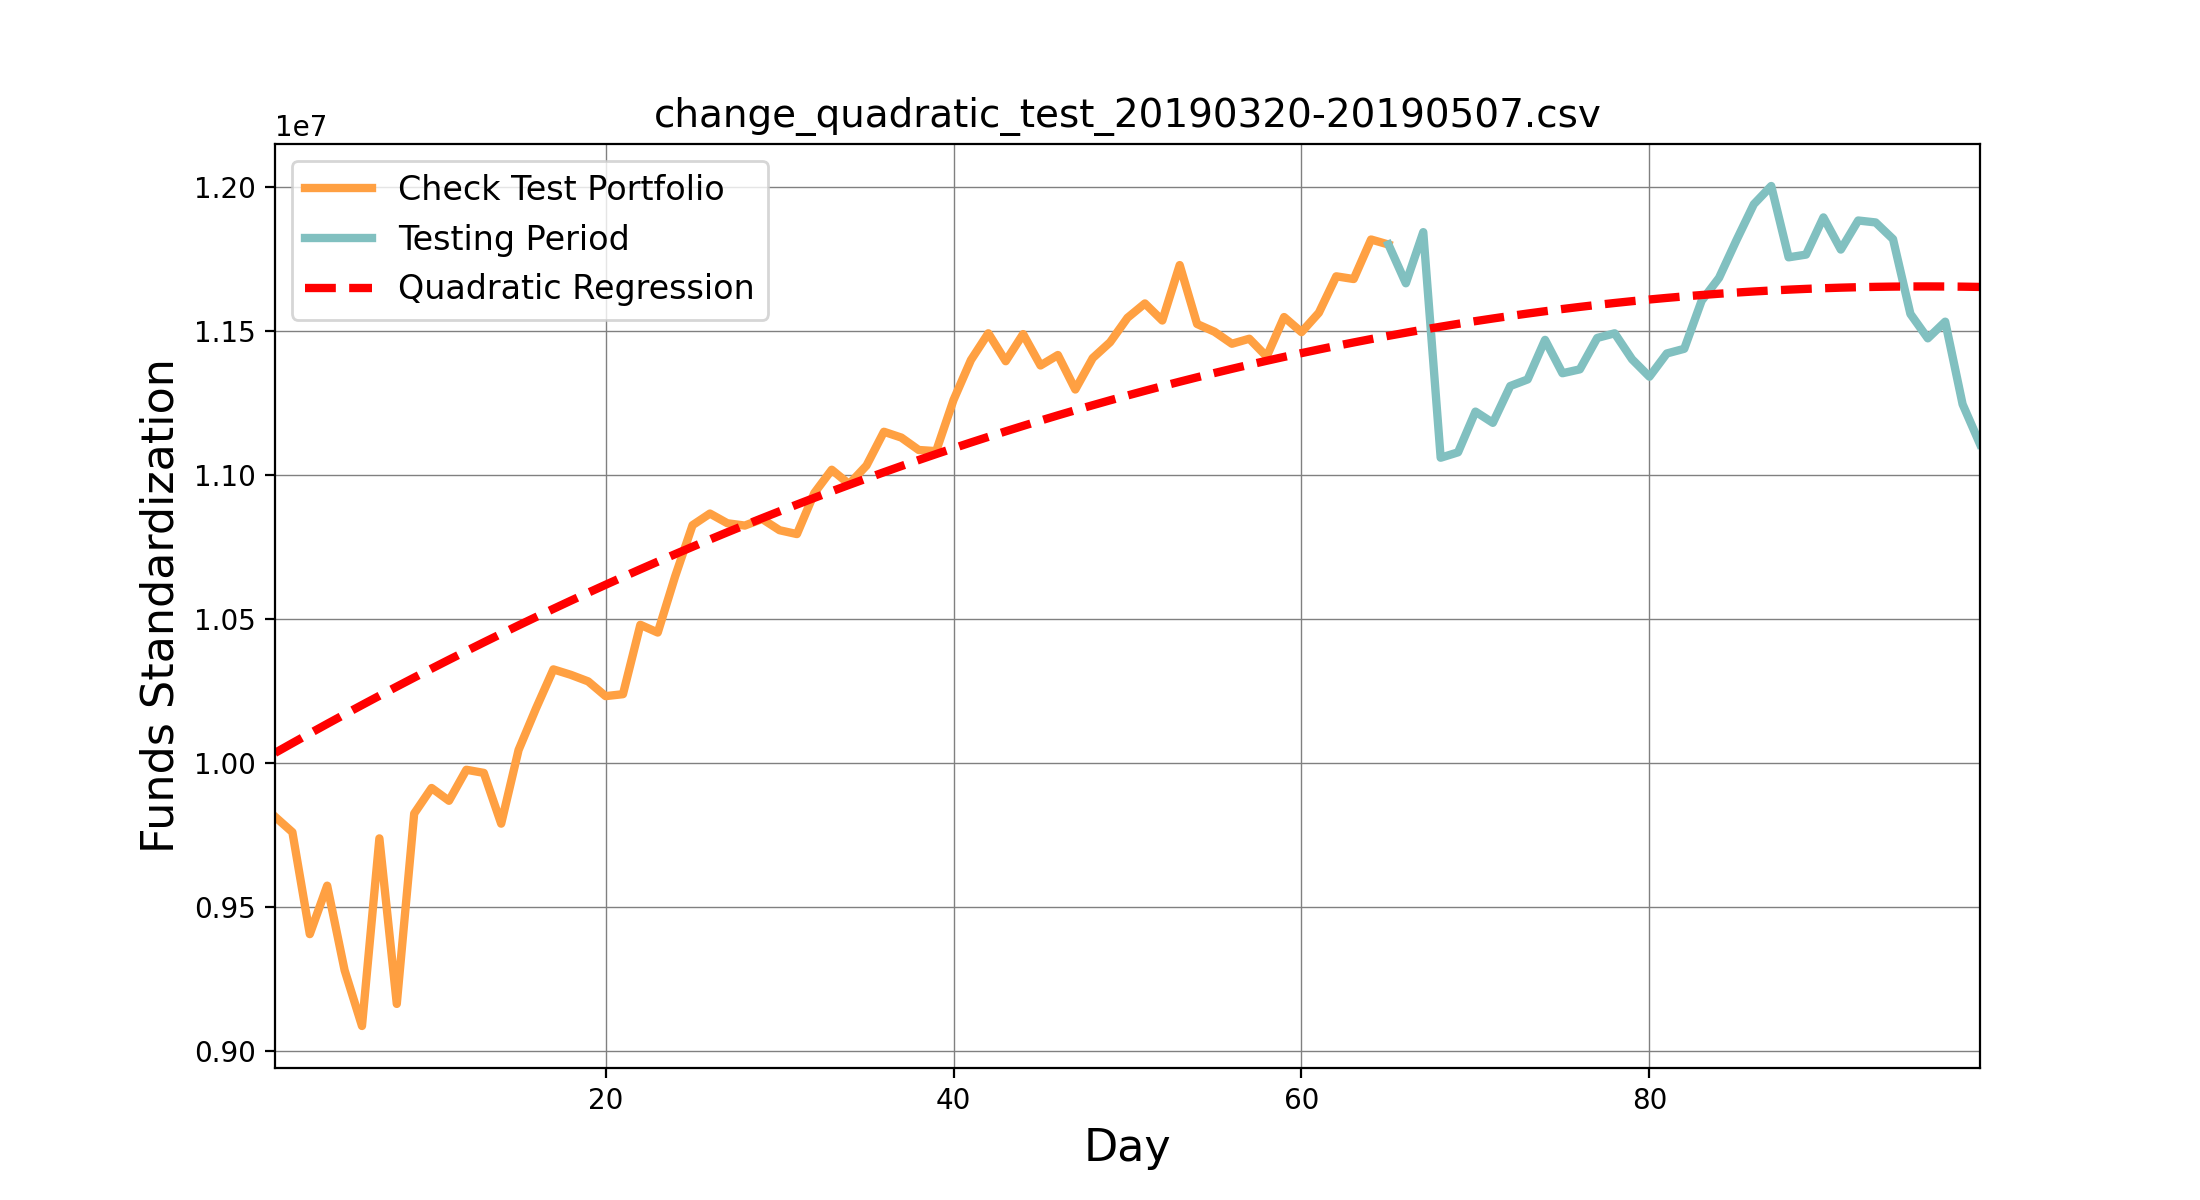 change_quadratic_test_20190320-20190507.csv
1e7
Check Test Portfolio
Testing Period
Quadratic Regression
1.20
1.15
1.10
1.05
1.00
0.95
0.90
Funds Standardization
20 40 60 80
Day